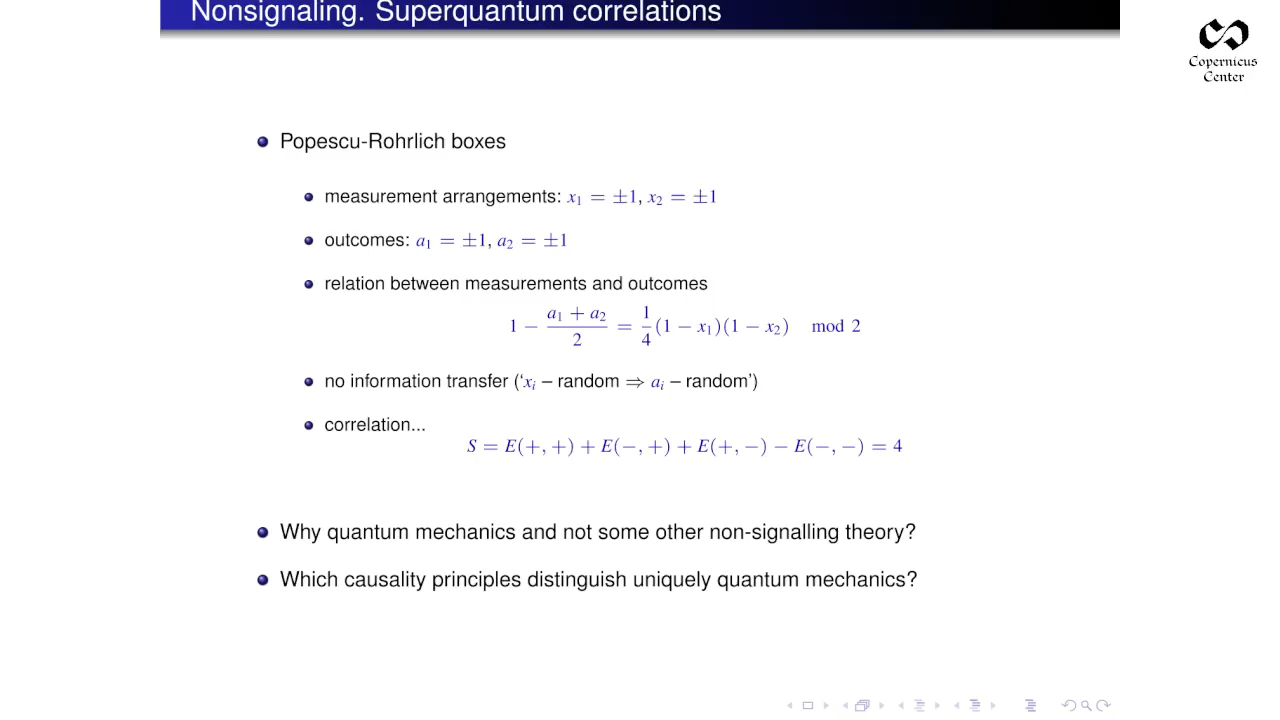 Nonsignaling. Superquantum correlations
Copernicus
Center
Popescu-Rohrlich boxes
measurement arrangements: x₁ = ±1, x₂ = ±1
outcomes: a₁ = ±1, a₂ = ±1
relation between measurements and outcomes
1 − (a₁ + a₂)/2 = 1/4 (1 − x₁)(1 − x₂) mod 2
no information transfer (‘xᵢ – random ⇒ aᵢ – random’)
correlation...
S = E(+, +) + E(−, +) + E(+, −) − E(−, −) = 4
Why quantum mechanics and not some other non-signalling theory?
Which causality principles distinguish uniquely quantum mechanics?